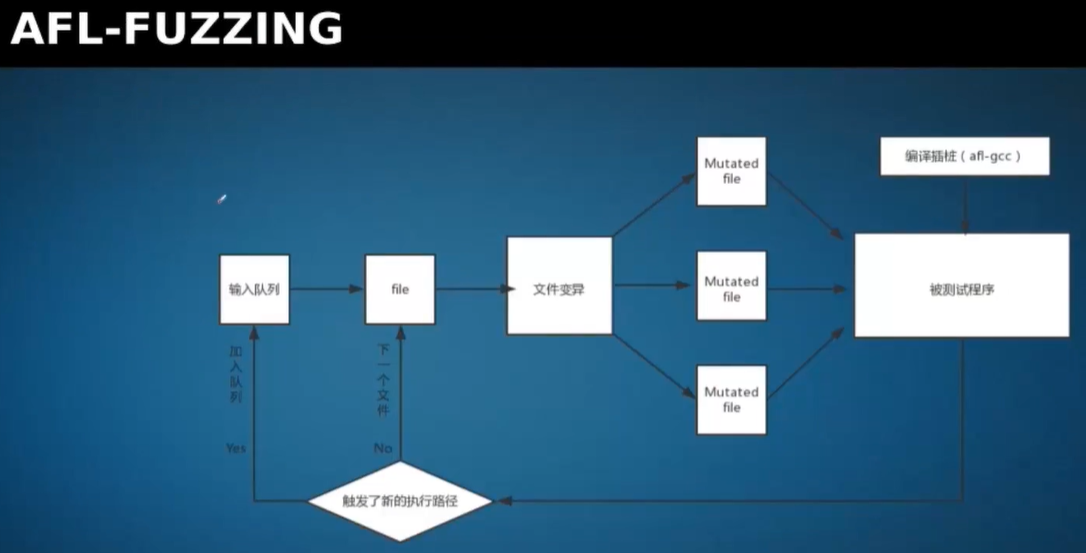 AFL-FUZZING
Mutated
file
编译插桩（afl-gcc）
输入队列
file
文件变异
Mutated
file
被测试程序
加入队列
下一个文件
Mutated
file
Yes
No
触发了新的执行路径